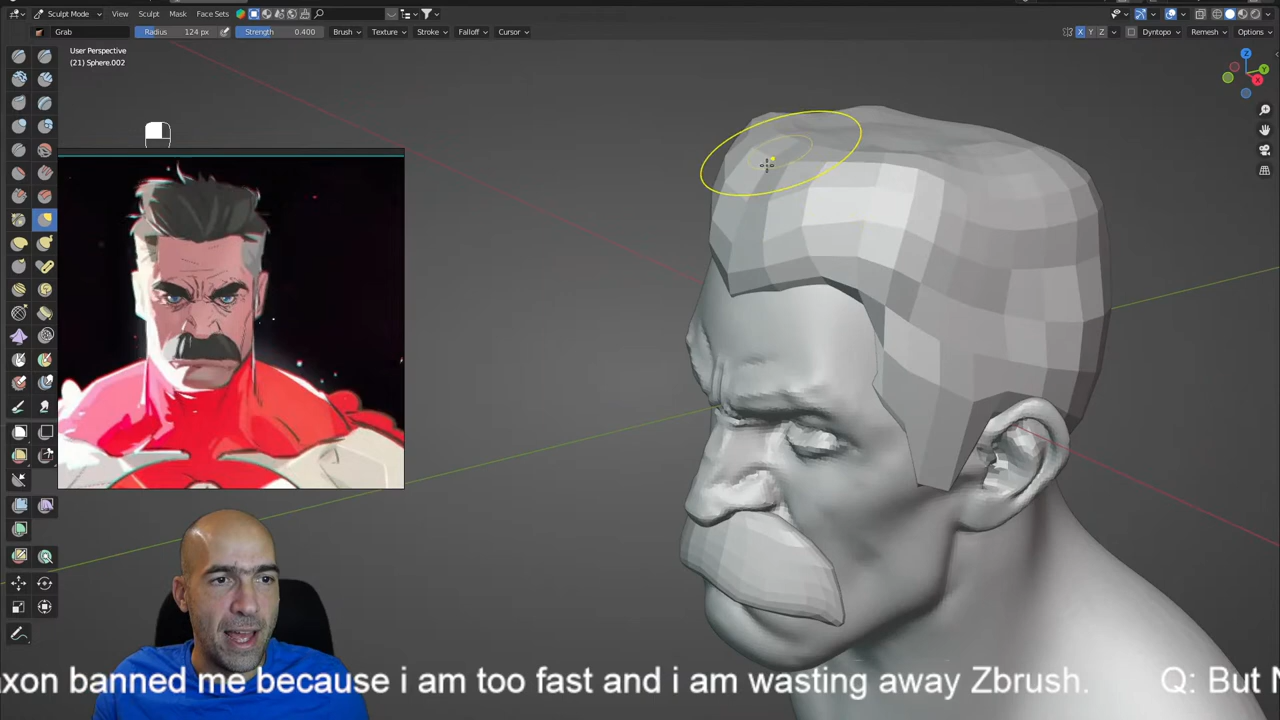 Sculpt Mode View Sculpt Mask Face Sets
Grab Radius 124 px Strength 0.400 Brush Texture Stroke Falloff Cursor X Y Z Dyntopo Remesh Options
User Perspective
(21) Sphere.002
Z
Y
X
axon banned me because i am too fast and i am wasting away Zbrush. Q: But N